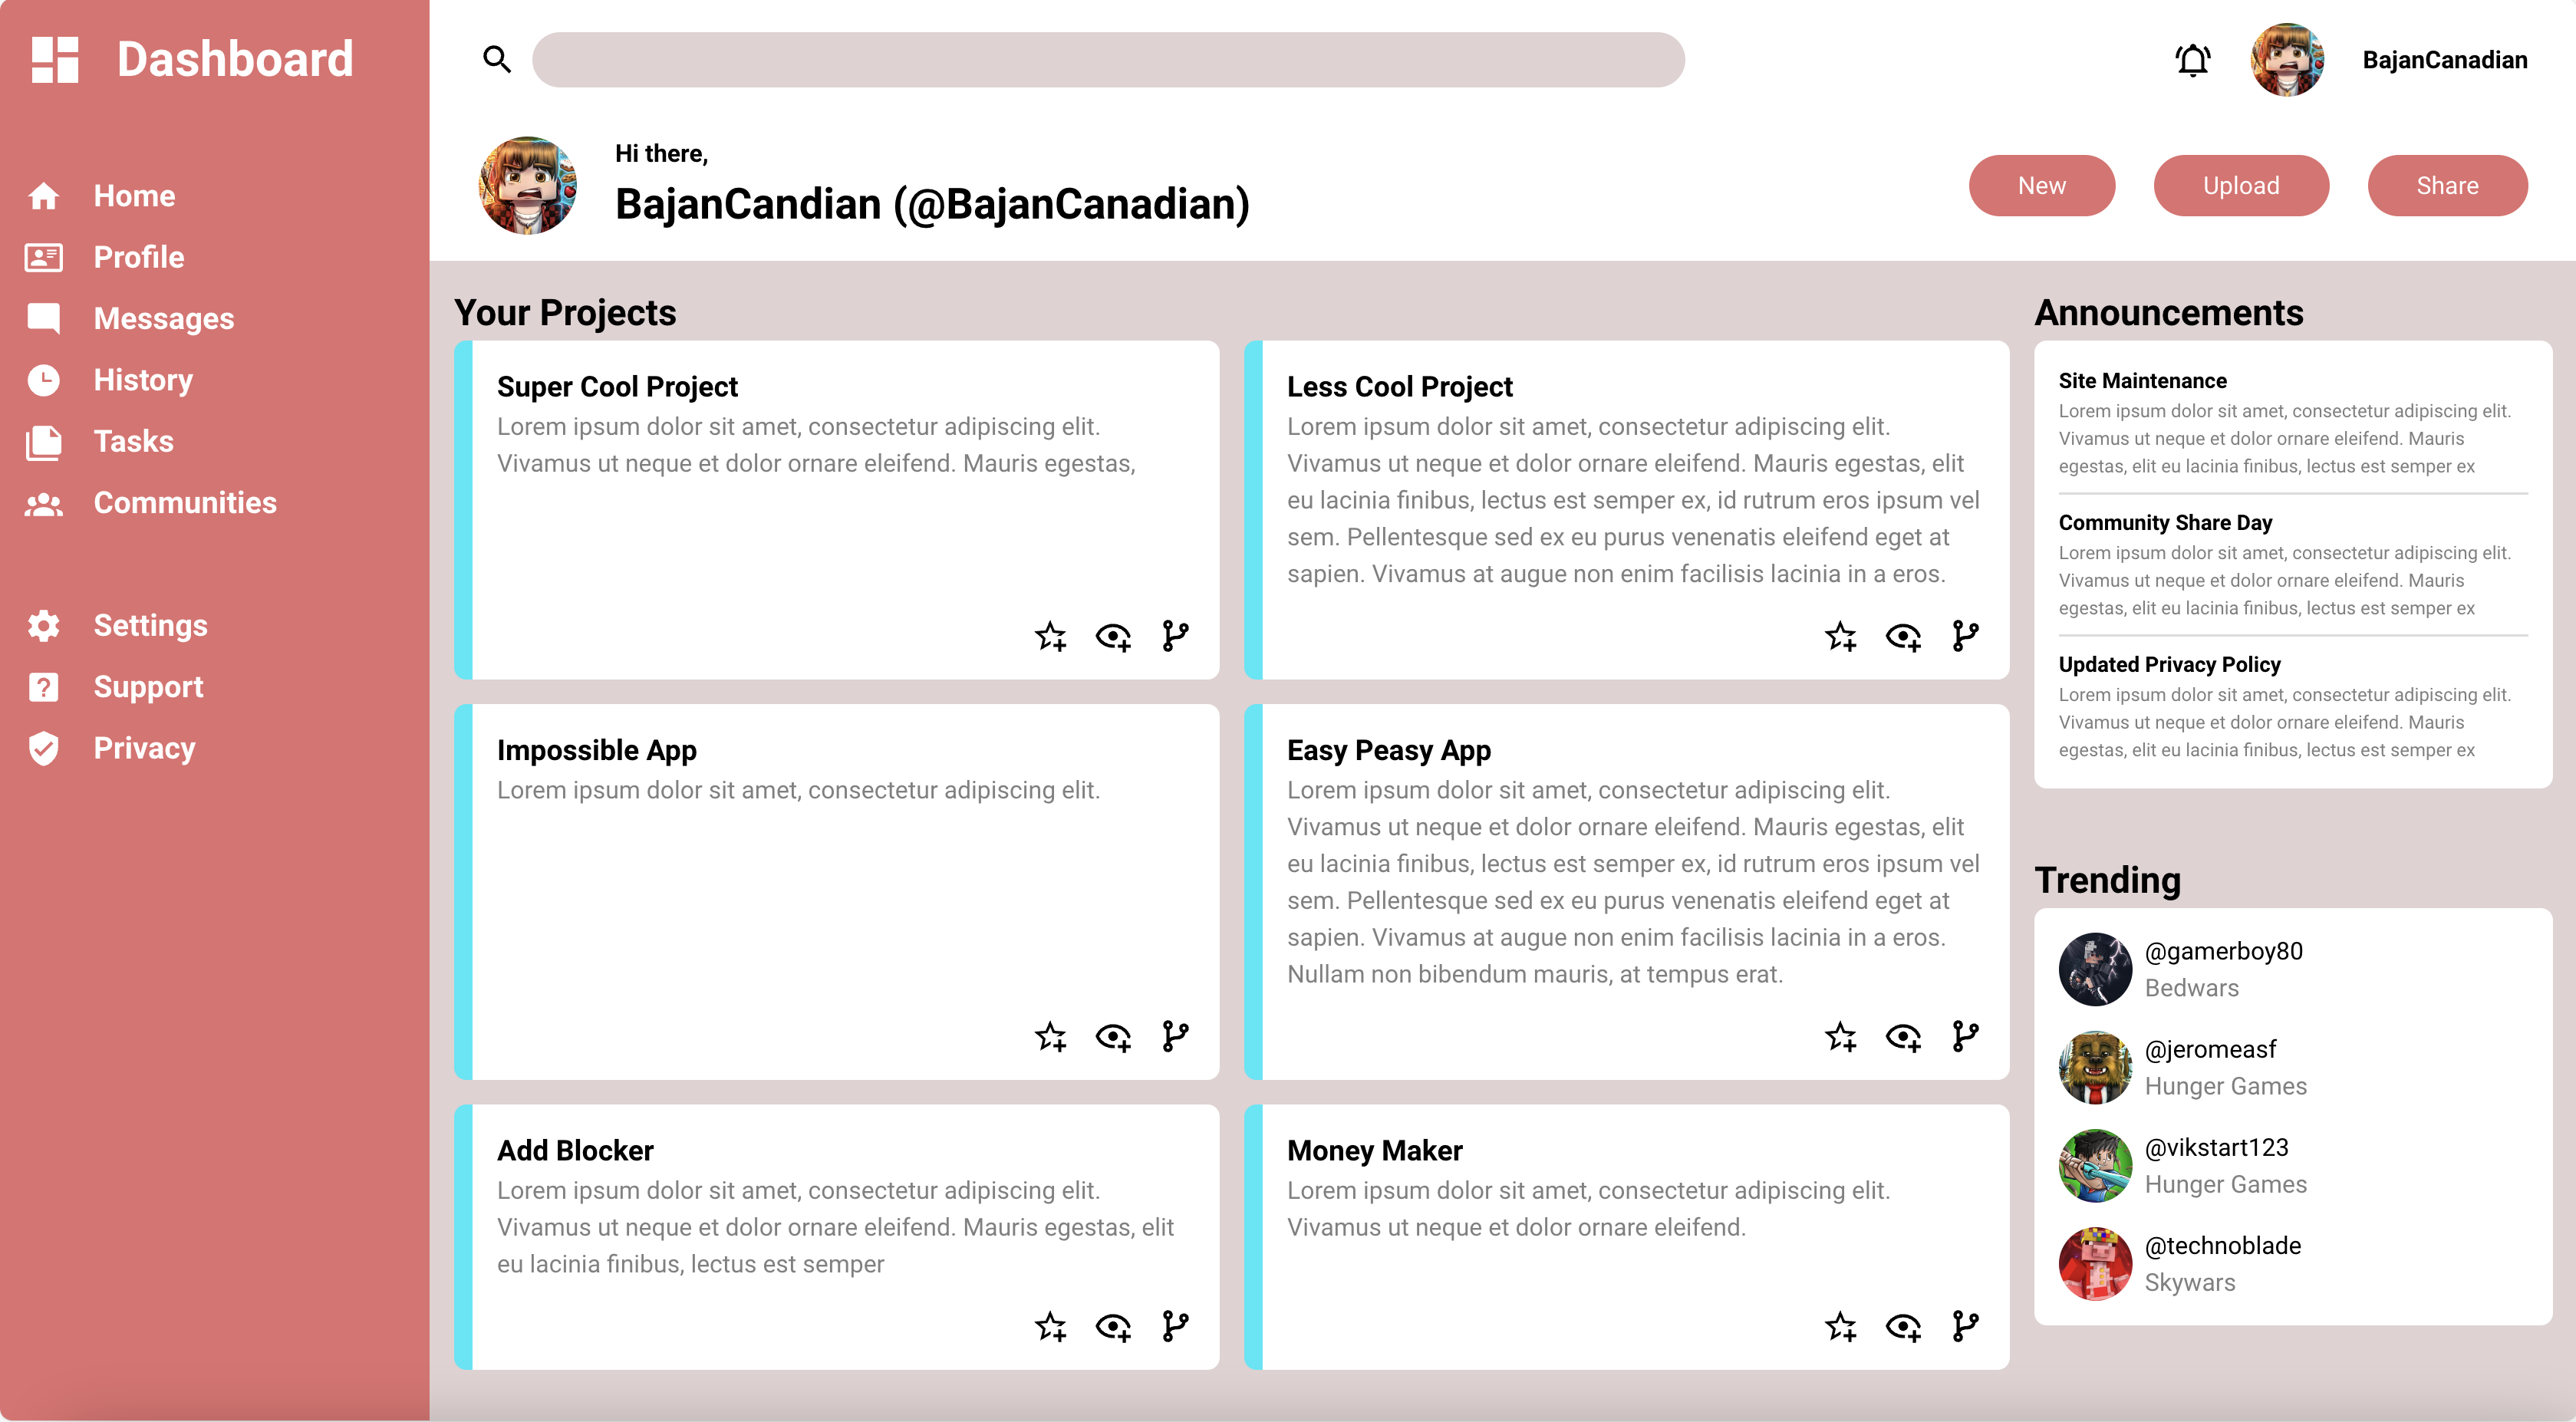 Dashboard
Home
Profile
Messages
History
Tasks
Communities
Settings
Support
Privacy
BajanCanadian
Hi there,
BajanCandian (@BajanCanadian)
New
Upload
Share
Your Projects
Super Cool Project
Lorem ipsum dolor sit amet, consectetur adipiscing elit.
Vivamus ut neque et dolor ornare eleifend. Mauris egestas,
Less Cool Project
Lorem ipsum dolor sit amet, consectetur adipiscing elit.
Vivamus ut neque et dolor ornare eleifend. Mauris egestas, elit
eu lacinia finibus, lectus est semper ex, id rutrum eros ipsum vel
sem. Pellentesque sed ex eu purus venenatis eleifend eget at
sapien. Vivamus at augue non enim facilisis lacinia in a eros.
Impossible App
Lorem ipsum dolor sit amet, consectetur adipiscing elit.
Easy Peasy App
Lorem ipsum dolor sit amet, consectetur adipiscing elit.
Vivamus ut neque et dolor ornare eleifend. Mauris egestas, elit
eu lacinia finibus, lectus est semper ex, id rutrum eros ipsum vel
sem. Pellentesque sed ex eu purus venenatis eleifend eget at
sapien. Vivamus at augue non enim facilisis lacinia in a eros.
Nullam non bibendum mauris, at tempus erat.
Add Blocker
Lorem ipsum dolor sit amet, consectetur adipiscing elit.
Vivamus ut neque et dolor ornare eleifend. Mauris egestas, elit
eu lacinia finibus, lectus est semper
Money Maker
Lorem ipsum dolor sit amet, consectetur adipiscing elit.
Vivamus ut neque et dolor ornare eleifend.
Announcements
Site Maintenance
Lorem ipsum dolor sit amet, consectetur adipiscing elit.
Vivamus ut neque et dolor ornare eleifend. Mauris
egestas, elit eu lacinia finibus, lectus est semper ex
Community Share Day
Lorem ipsum dolor sit amet, consectetur adipiscing elit.
Vivamus ut neque et dolor ornare eleifend. Mauris
egestas, elit eu lacinia finibus, lectus est semper ex
Updated Privacy Policy
Lorem ipsum dolor sit amet, consectetur adipiscing elit.
Vivamus ut neque et dolor ornare eleifend. Mauris
egestas, elit eu lacinia finibus, lectus est semper ex
Trending
@gamerboy80
Bedwars
@jeromeasf
Hunger Games
@vikstart123
Hunger Games
@technoblade
Skywars